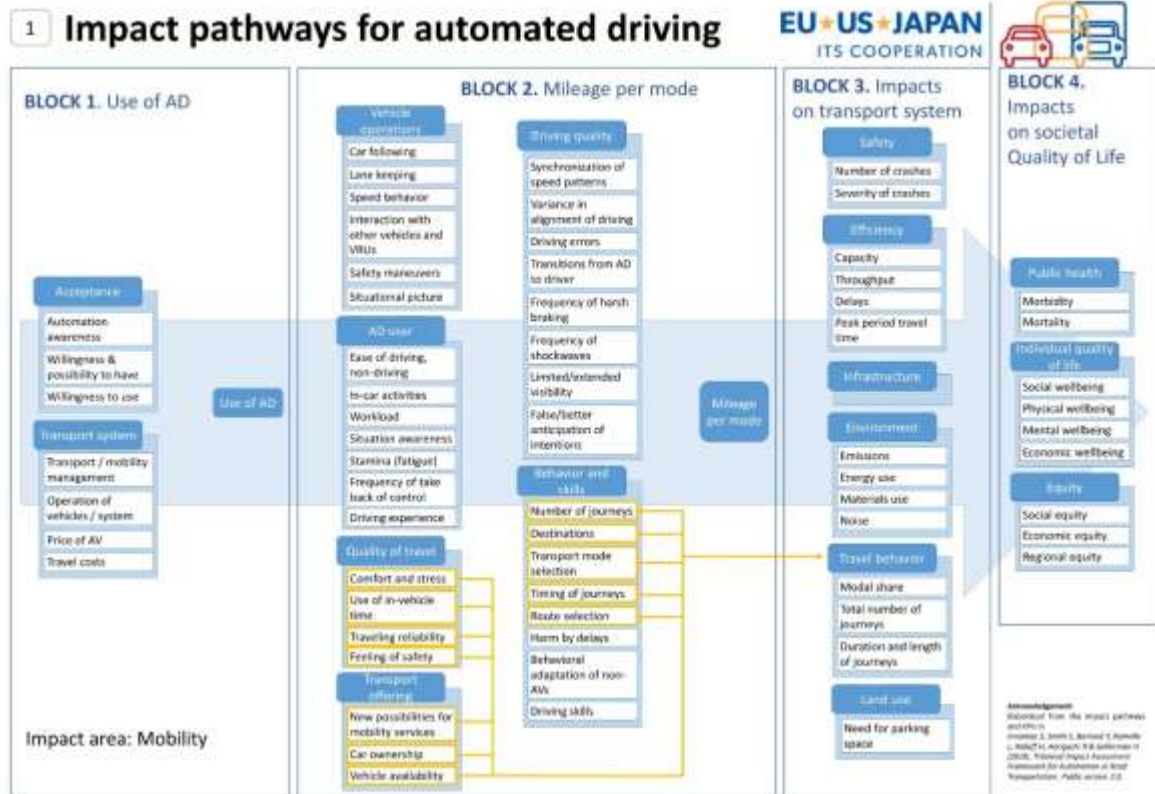 1 Impact pathways for automated driving
EU★US★JAPAN
ITS COOPERATION
BLOCK 1. Use of AD
Acceptance
Automation
awareness
Willingness &
possibility to have
Willingness to use
Transport system
Transport / mobility
management
Operation of
vehicles / system
Price of AV
Travel costs
Use of AD
Impact area: Mobility
BLOCK 2. Mileage per mode
Vehicle
operations
Car following
Lane keeping
Speed behavior
Interaction with
other vehicles and
VRUs
Safety maneuvers
Situational picture
AD user
Ease of driving,
non-driving
In-car activities
Workload
Situation awareness
Stamina (fatigue)
Frequency of take
back of control
Driving experience
Quality of travel
Comfort and stress
Use of in-vehicle
time
Traveling reliability
Feeling of safety
Transport
offering
New possibilities for
mobility services
Car ownership
Vehicle availability
Driving quality
Synchronization of
speed patterns
Variance in
alignment of driving
Driving errors
Transitions from AD
to driver
Frequency of harsh
braking
Frequency of
shockwaves
Limited/extended
visibility
False/better
anticipation of
intentions
Behaviour and
skills
Number of journeys
Destinations
Transport mode
selection
Timing of journeys
Route selection
Harm by delays
Behavioral
adaptation of non-
AVs
Driving skills
Mileage
per mode
BLOCK 3. Impacts
on transport system
Safety
Number of crashes
Severity of crashes
Efficiency
Capacity
Throughput
Delays
Peak period travel
time
Infrastructure
Environment
Emissions
Energy use
Materials use
Noise
Travel behavior
Modal share
Total number of
journeys
Duration and length
of journeys
Land use
Need for parking
space
BLOCK 4.
Impacts
on societal
Quality of Life
Public health
Morbidity
Mortality
Individual quality
of life
Social wellbeing
Physical wellbeing
Mental wellbeing
Economic wellbeing
Equity
Social equity
Economic equity
Regional equity
Acknowledgement
from the impact pathways